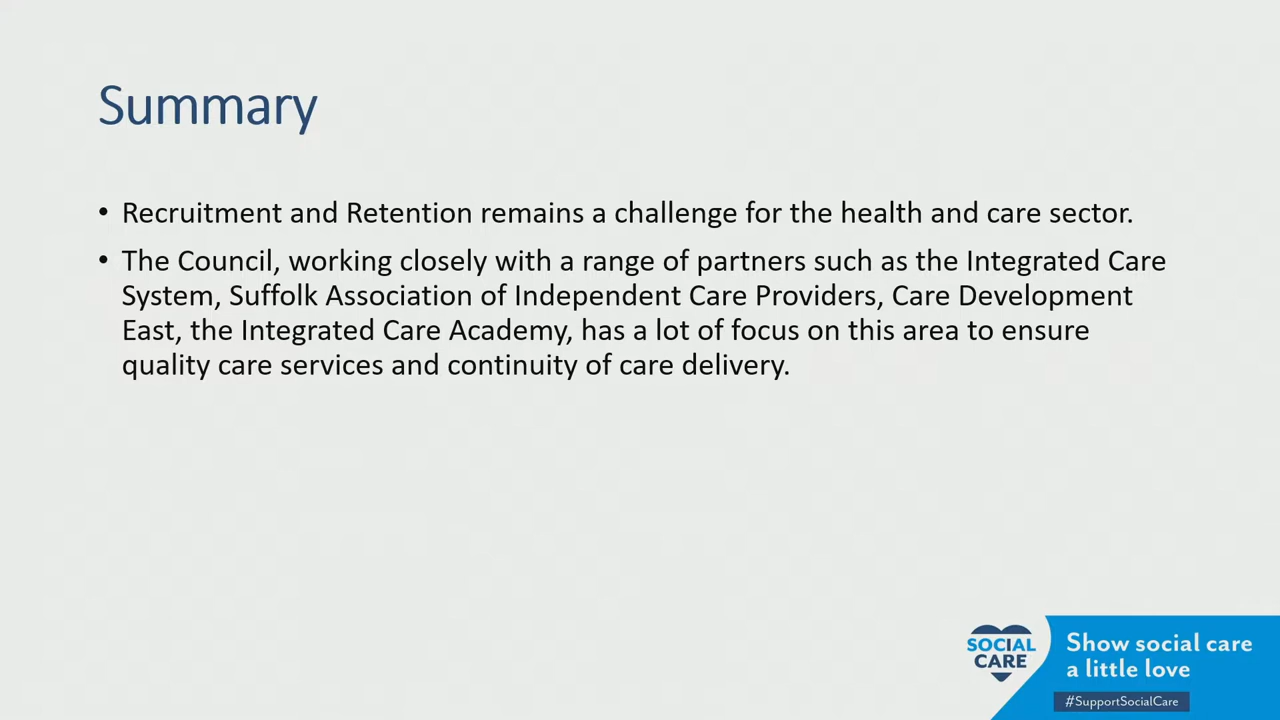 Summary
• Recruitment and Retention remains a challenge for the health and care sector.
• The Council, working closely with a range of partners such as the Integrated Care
System, Suffolk Association of Independent Care Providers, Care Development
East, the Integrated Care Academy, has a lot of focus on this area to ensure
quality care services and continuity of care delivery.
SOCIAL
CARE
Show social care
a little love
#SupportSocialCare